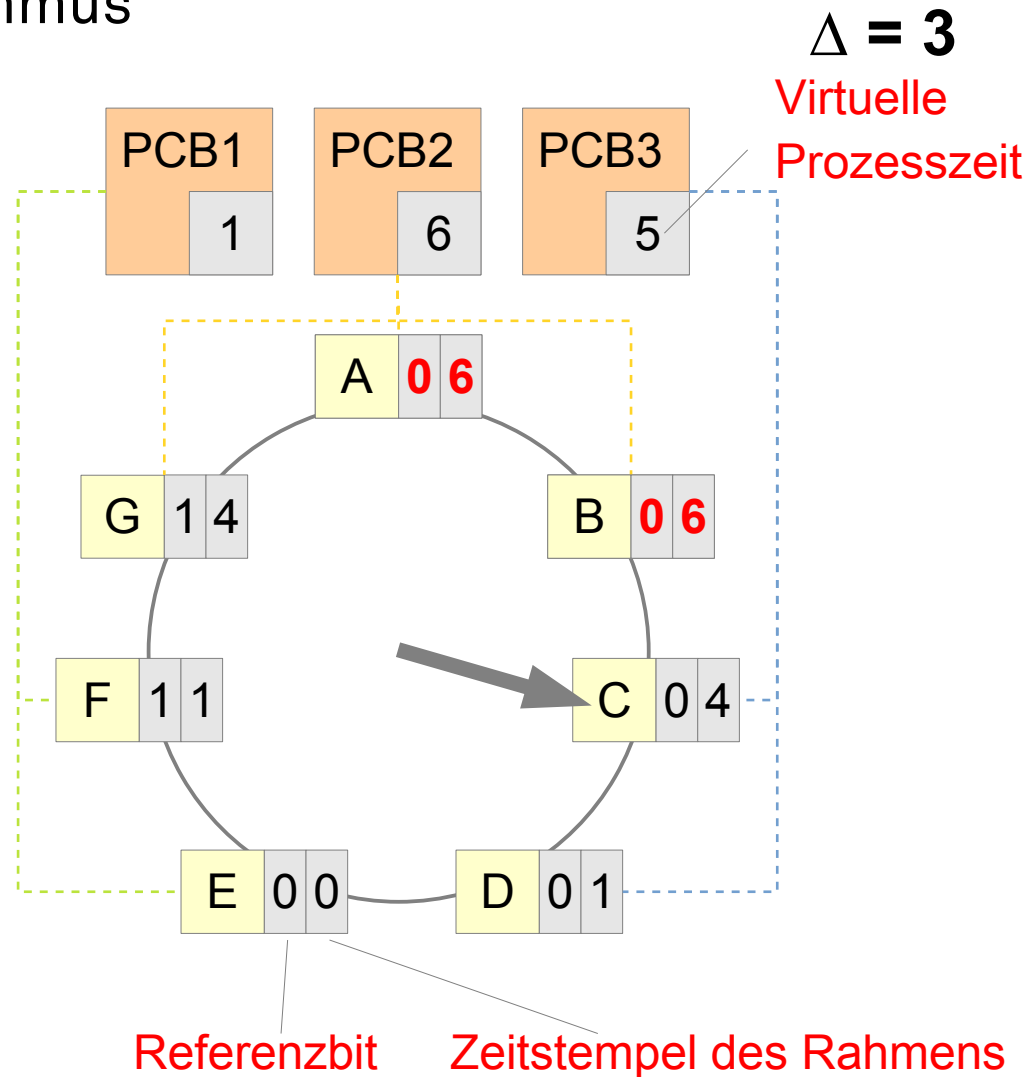 Δ = 3
Virtuelle
Prozesszeit
PCB1 PCB2 PCB3
1 6 5
A 0 6
G 1 4
B 0 6
F 1 1
C 0 4
E 0 0
D 0 1
Referenzbit Zeitstempel des Rahmens